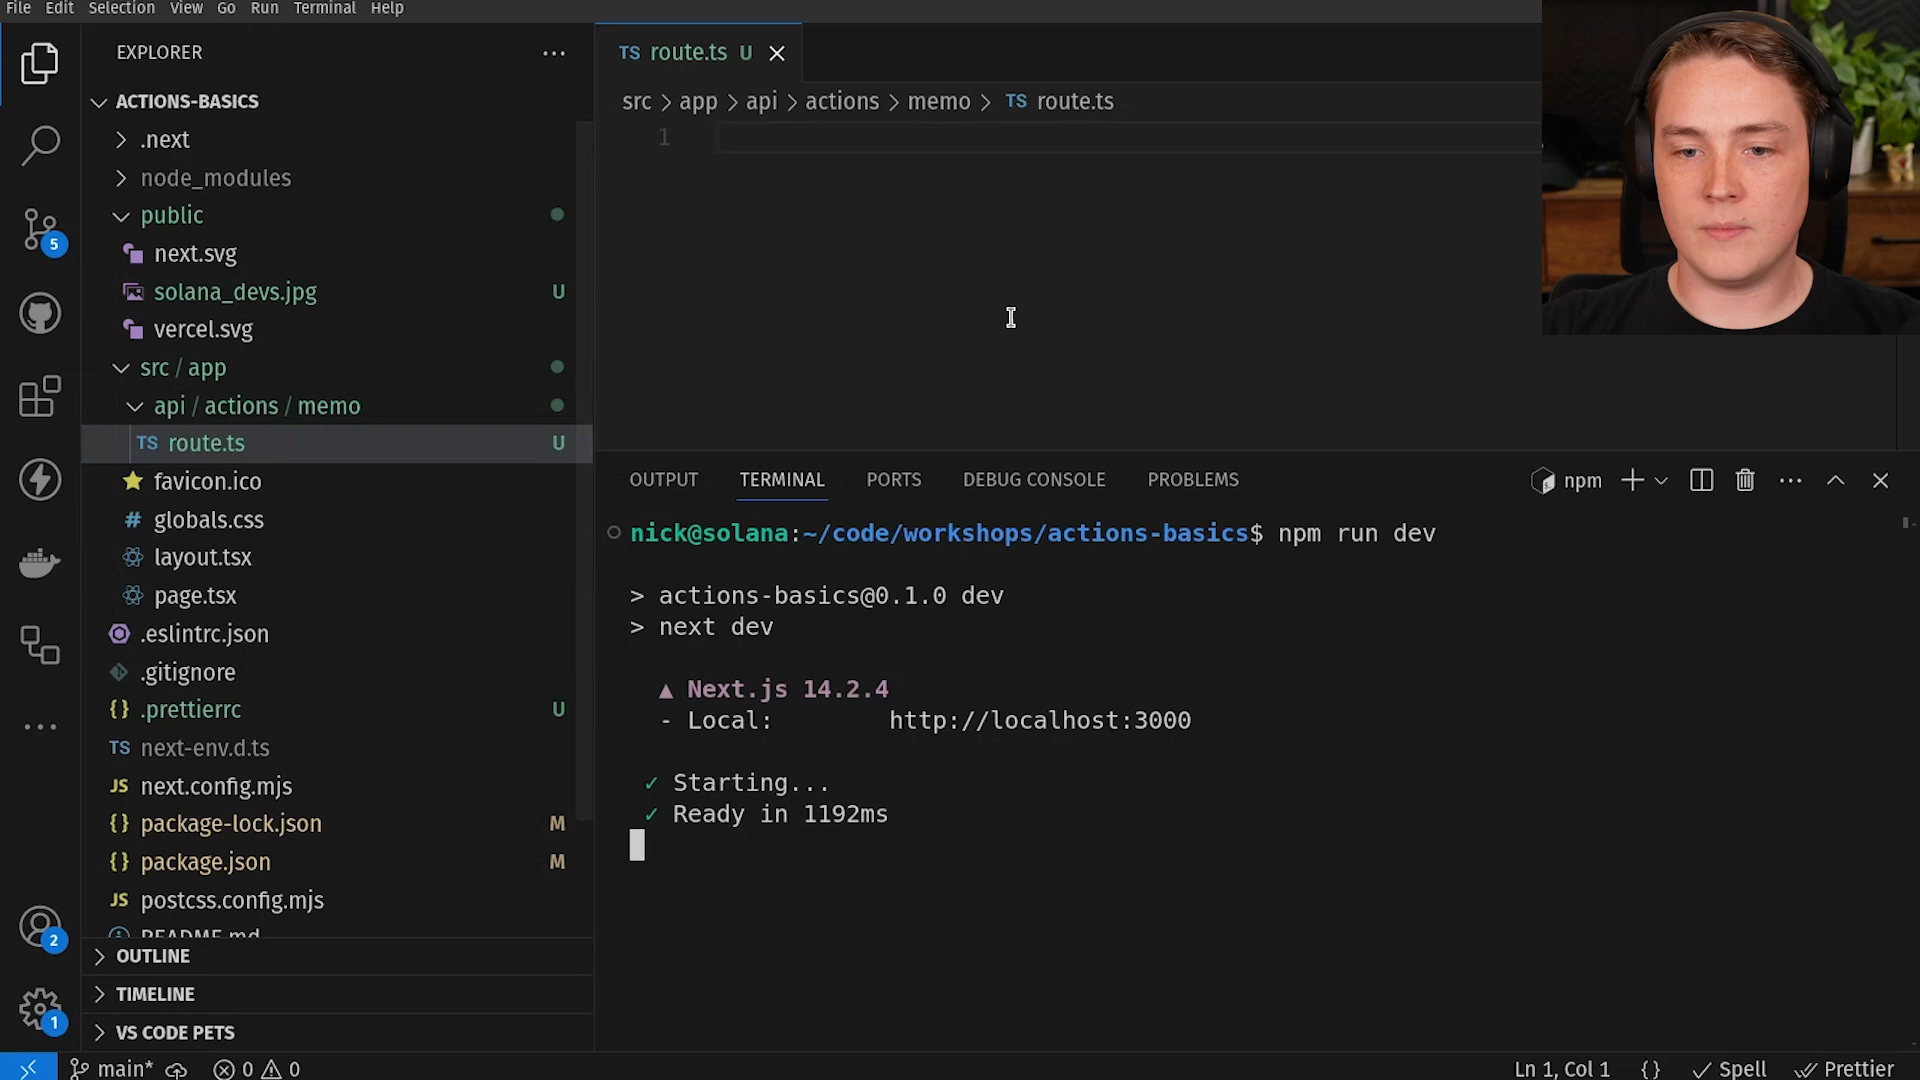 File Edit Selection View Go Run Terminal Help
EXPLORER
ACTIONS-BASICS
.next
node_modules
public
next.svg
solana_devs.jpg U
vercel.svg
src / app
api / actions / memo
TS route.ts U
favicon.ico
# globals.css
layout.tsx
page.tsx
.eslintrc.json
.gitignore
{} .prettierrc U
TS next-env.d.ts
JS next.config.mjs
{} package-lock.json M
{} package.json M
JS postcss.config.mjs
README.md
OUTLINE
TIMELINE
VS CODE PETS
5
2
1
TS route.ts U
src > app > api > actions > memo > TS route.ts
1
OUTPUT TERMINAL PORTS DEBUG CONSOLE PROBLEMS
npm
nick@solana:~/code/workshops/actions-basics$ npm run dev
> actions-basics@0.1.0 dev
> next dev
▲ Next.js 14.2.4
- Local: http://localhost:3000
✓ Starting...
✓ Ready in 1192ms
main* 0 0
Ln 1, Col 1 {} Spell Prettier